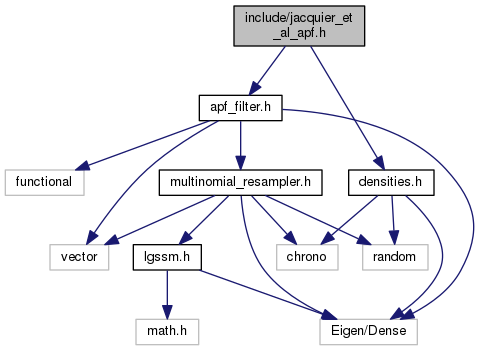 include/jacquier_et
_al_apf.h
apf_filter.h
functional
multinomial_resampler.h
densities.h
vector
lgssm.h
chrono
random
math.h
Eigen/Dense